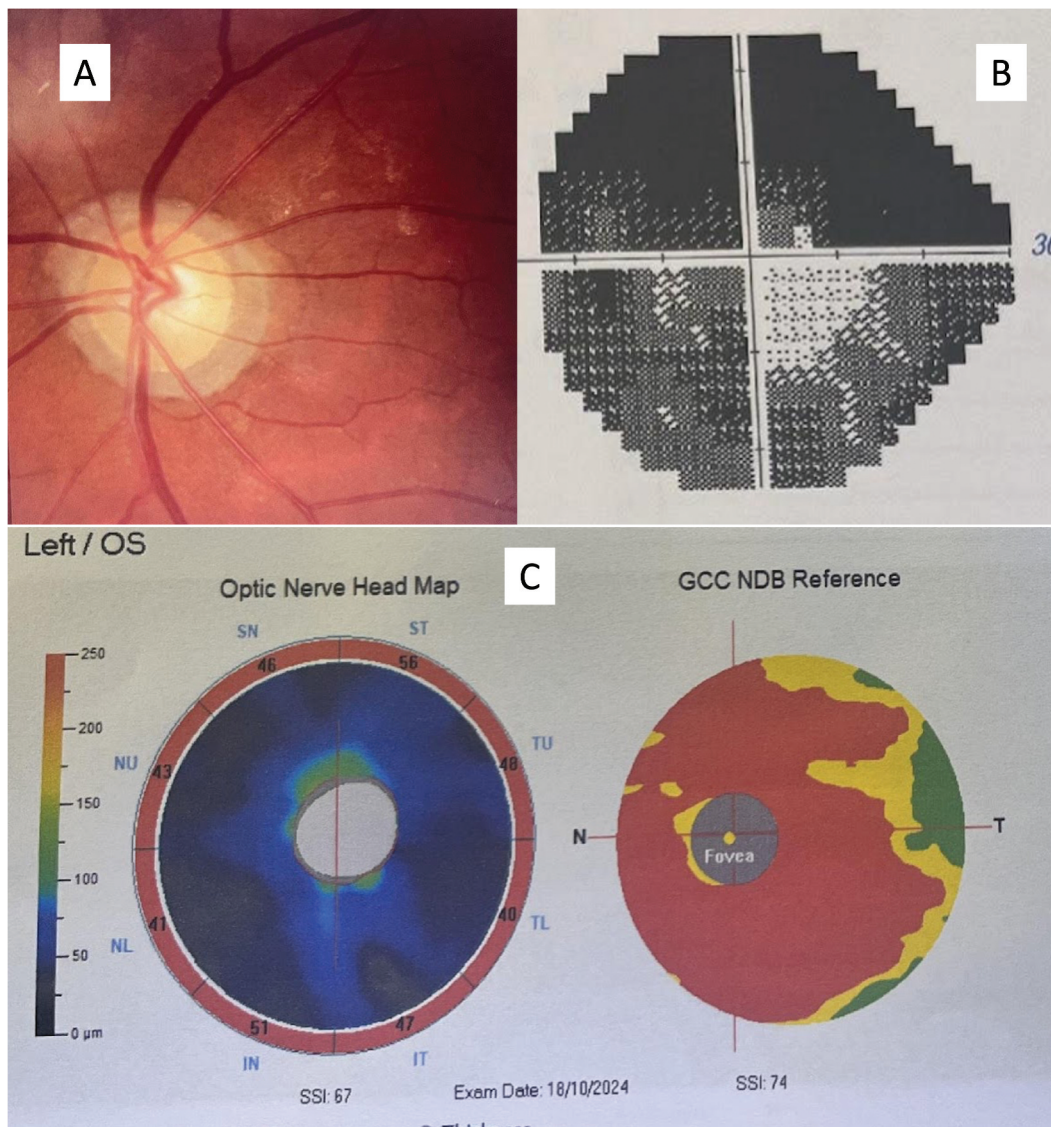 A
B
30
Left / OS
C
Optic Nerve Head Map
GCC NDB Reference
SN
ST
250
46
56
200
NU
TU
43
48
150
N
T
Fovea
100
41
40
NL
TL
50
0 µm
51
47
IN
IT
SSI: 67
Exam Date: 18/10/2024
SSI: 74